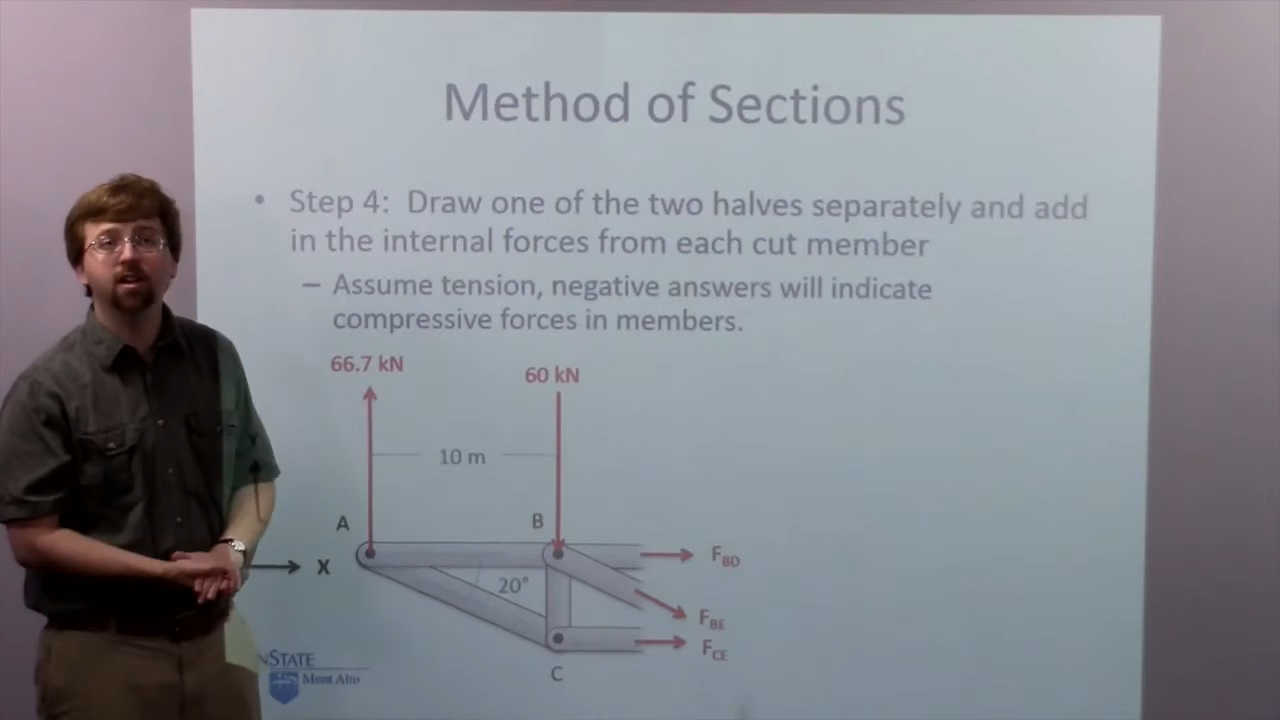 Method of Sections
• Step 4: Draw one of the two halves separately and add
in the internal forces from each cut member
– Assume tension, negative answers will indicate
compressive forces in members.
66.7 kN
60 kN
10 m
A
B
Y
X
20°
F_BD
F_BE
F_CE
C
NSTATE
Mont Alto